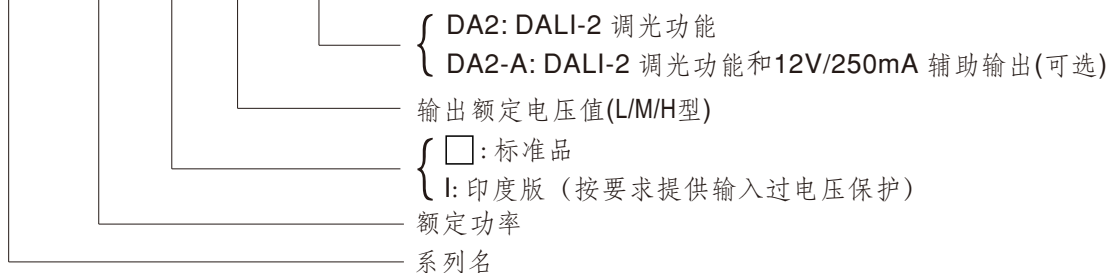 DA2: DALI-2 调光功能
DA2-A: DALI-2 调光功能和12V/250mA 辅助输出(可选)
输出额定电压值(L/M/H型)
□: 标准品
I: 印度版（按要求提供输入过电压保护）
额定功率
系列名